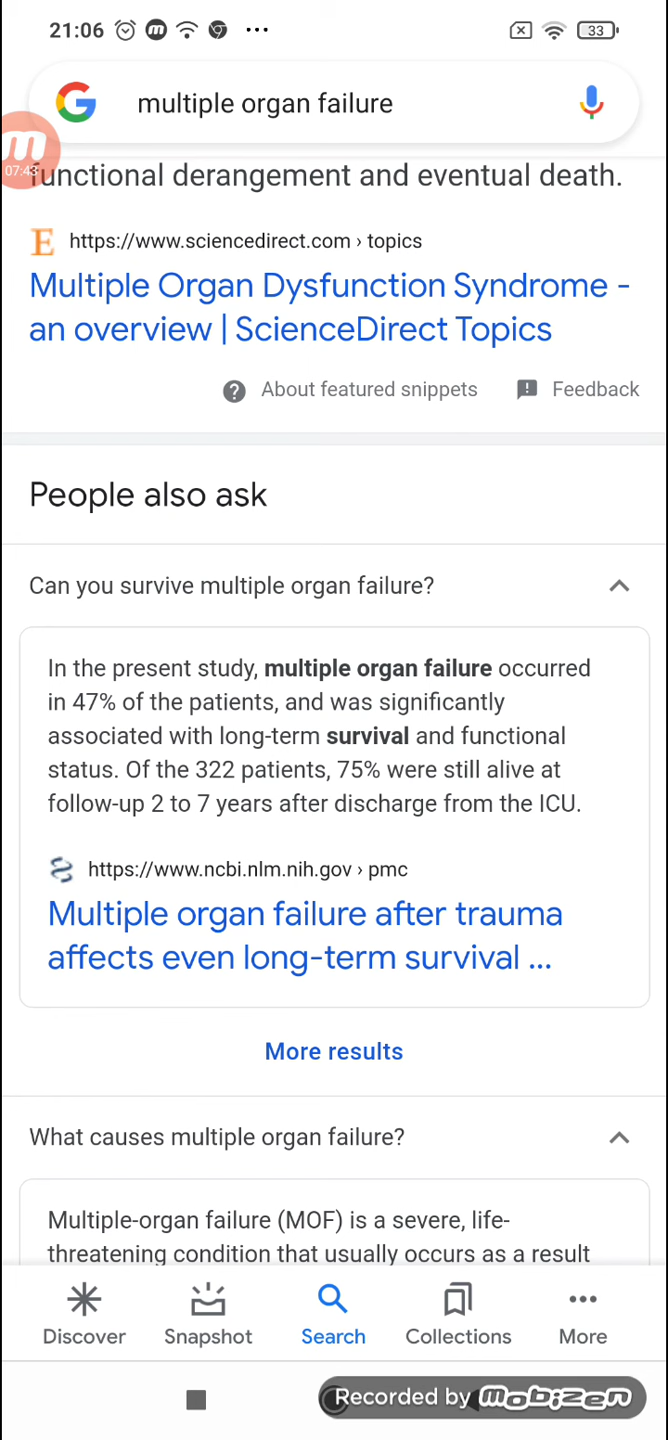 21:06
33
multiple organ failure
07:43
functional derangement and eventual death.
E https://www.sciencedirect.com › topics
Multiple Organ Dysfunction Syndrome -
an overview | ScienceDirect Topics
About featured snippets Feedback
People also ask
Can you survive multiple organ failure?
In the present study, multiple organ failure occurred
in 47% of the patients, and was significantly
associated with long-term survival and functional
status. Of the 322 patients, 75% were still alive at
follow-up 2 to 7 years after discharge from the ICU.
https://www.ncbi.nlm.nih.gov › pmc
Multiple organ failure after trauma
affects even long-term survival ...
More results
What causes multiple organ failure?
Multiple-organ failure (MOF) is a severe, life-
threatening condition that usually occurs as a result
Discover Snapshot Search Collections More
Recorded by mobizen